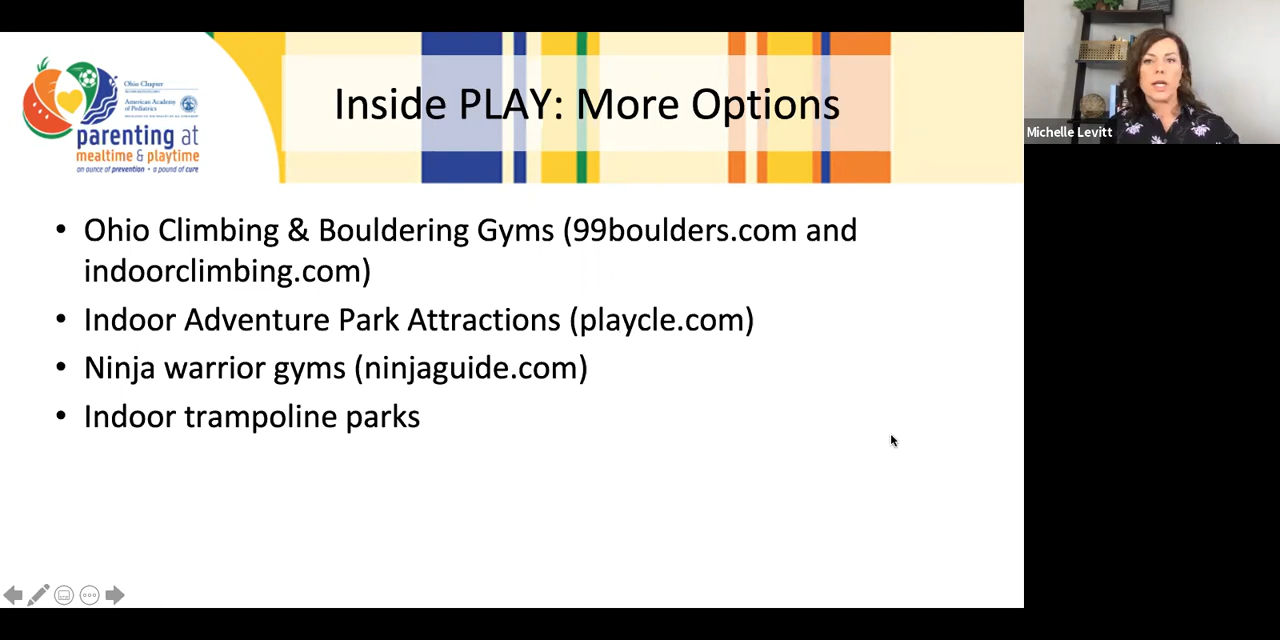 Ohio Chapter
American Academy
of Pediatrics
parenting at
mealtime & playtime
an ounce of prevention • a pound of cure
Inside PLAY: More Options
Michelle Levitt
• Ohio Climbing & Bouldering Gyms (99boulders.com and
indoorclimbing.com)
• Indoor Adventure Park Attractions (playcle.com)
• Ninja warrior gyms (ninjaguide.com)
• Indoor trampoline parks